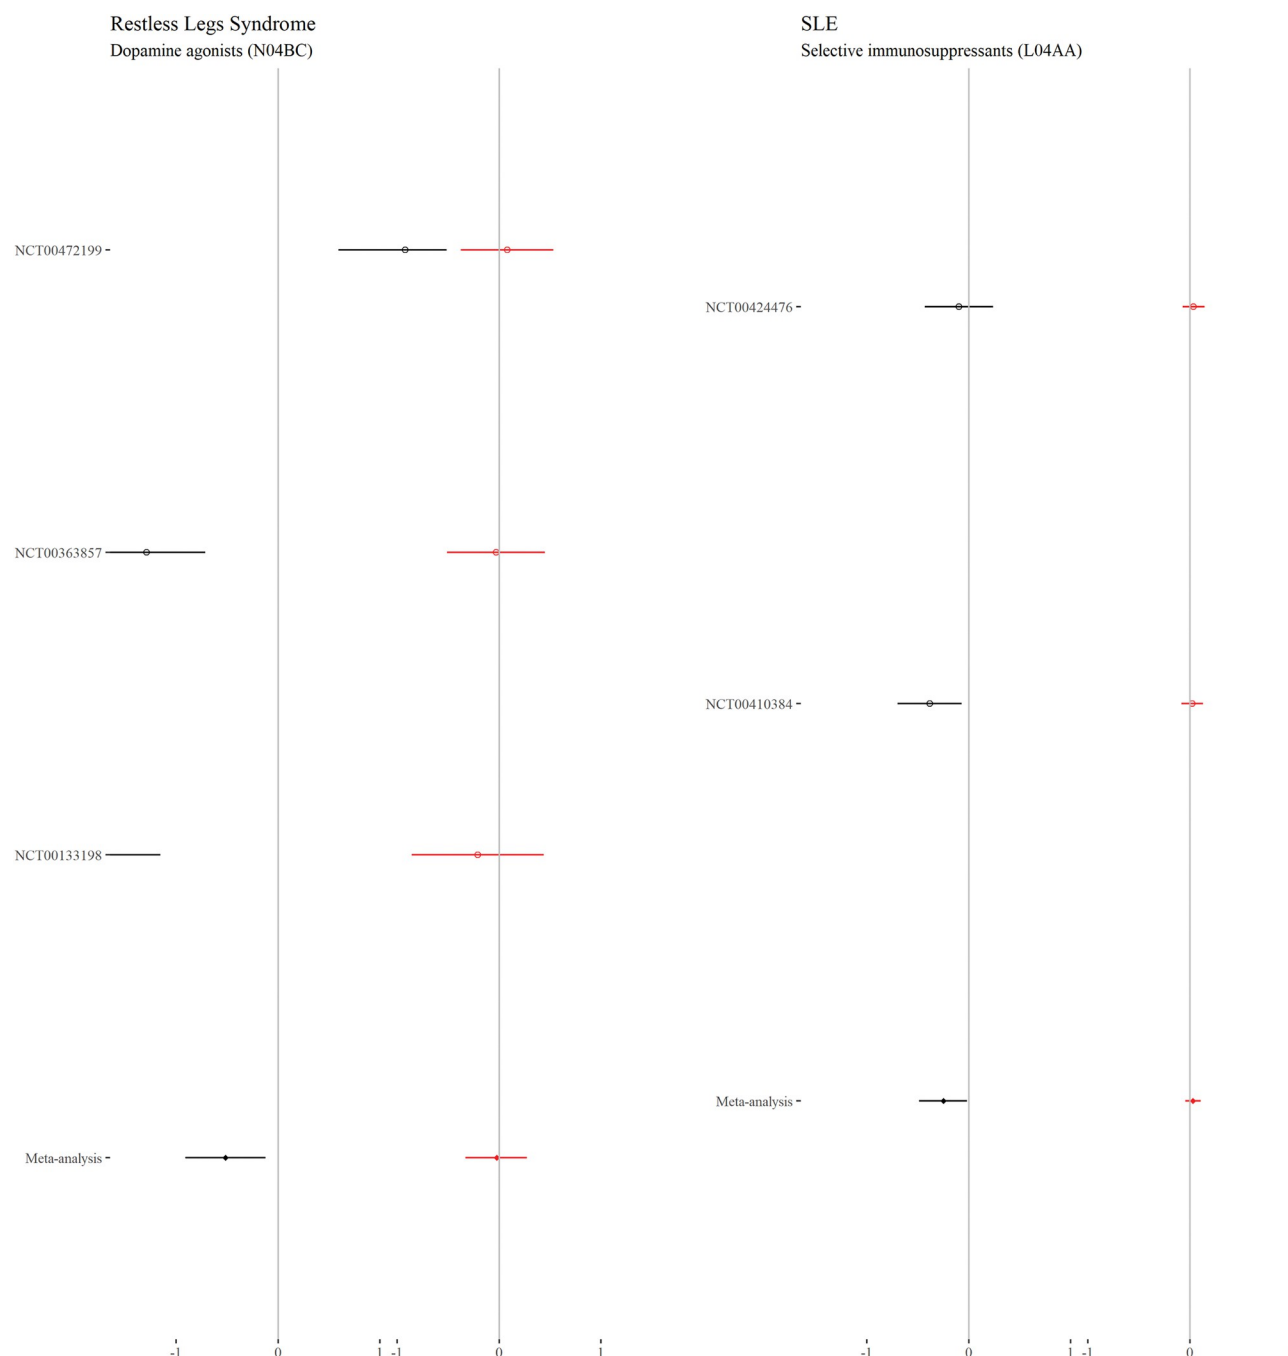 Restless Legs Syndrome
Dopamine agonists (N04BC)
NCT00472199
NCT00363857
NCT00133198
Meta-analysis
-1 0 1 -1 0 1
SLE
Selective immunosuppressants (L04AA)
NCT00424476
NCT00410384
Meta-analysis
-1 0 1 -1 0